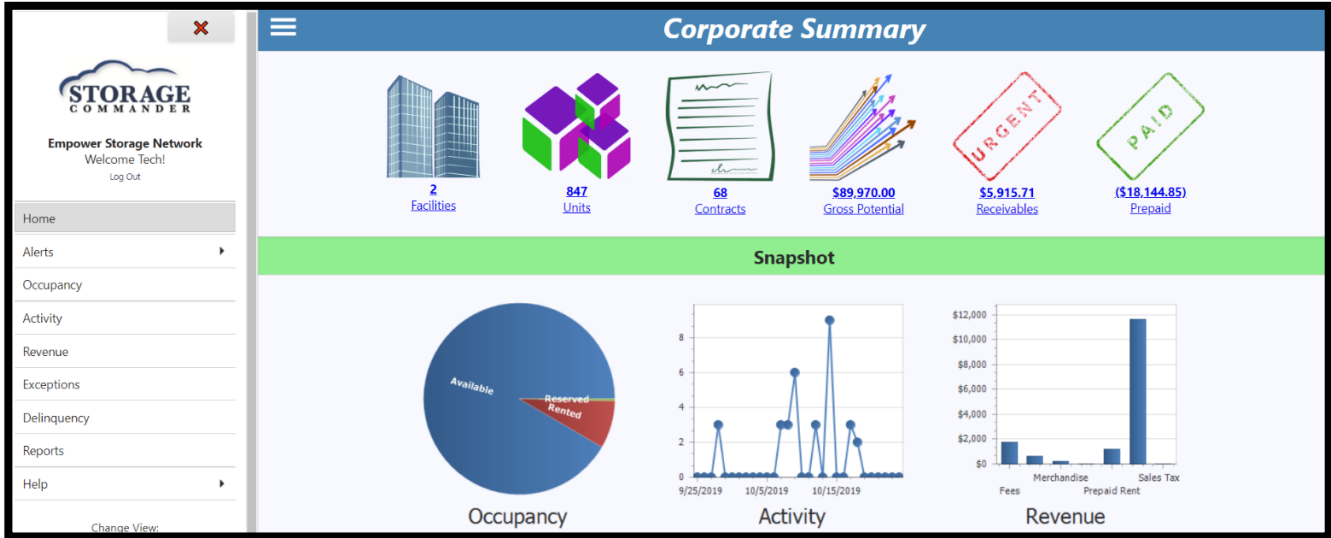 STORAGE
COMMANDER
Empower Storage Network
Welcome Tech!
Log Out
Home
Alerts
Occupancy
Activity
Revenue
Exceptions
Delinquency
Reports
Help
Change View:
Corporate Summary
URGENT
PAID
2
Facilities
847
Units
68
Contracts
$89,970.00
Gross Potential
$5,915.71
Receivables
($18,144.85)
Prepaid
Snapshot
Available
Reserved
Rented
Occupancy
8
6
4
2
0
9/25/2019 10/5/2019 10/15/2019
Activity
$12,000
$10,000
$8,000
$6,000
$4,000
$2,000
$0
Merchandise Sales Tax
Fees Prepaid Rent
Revenue